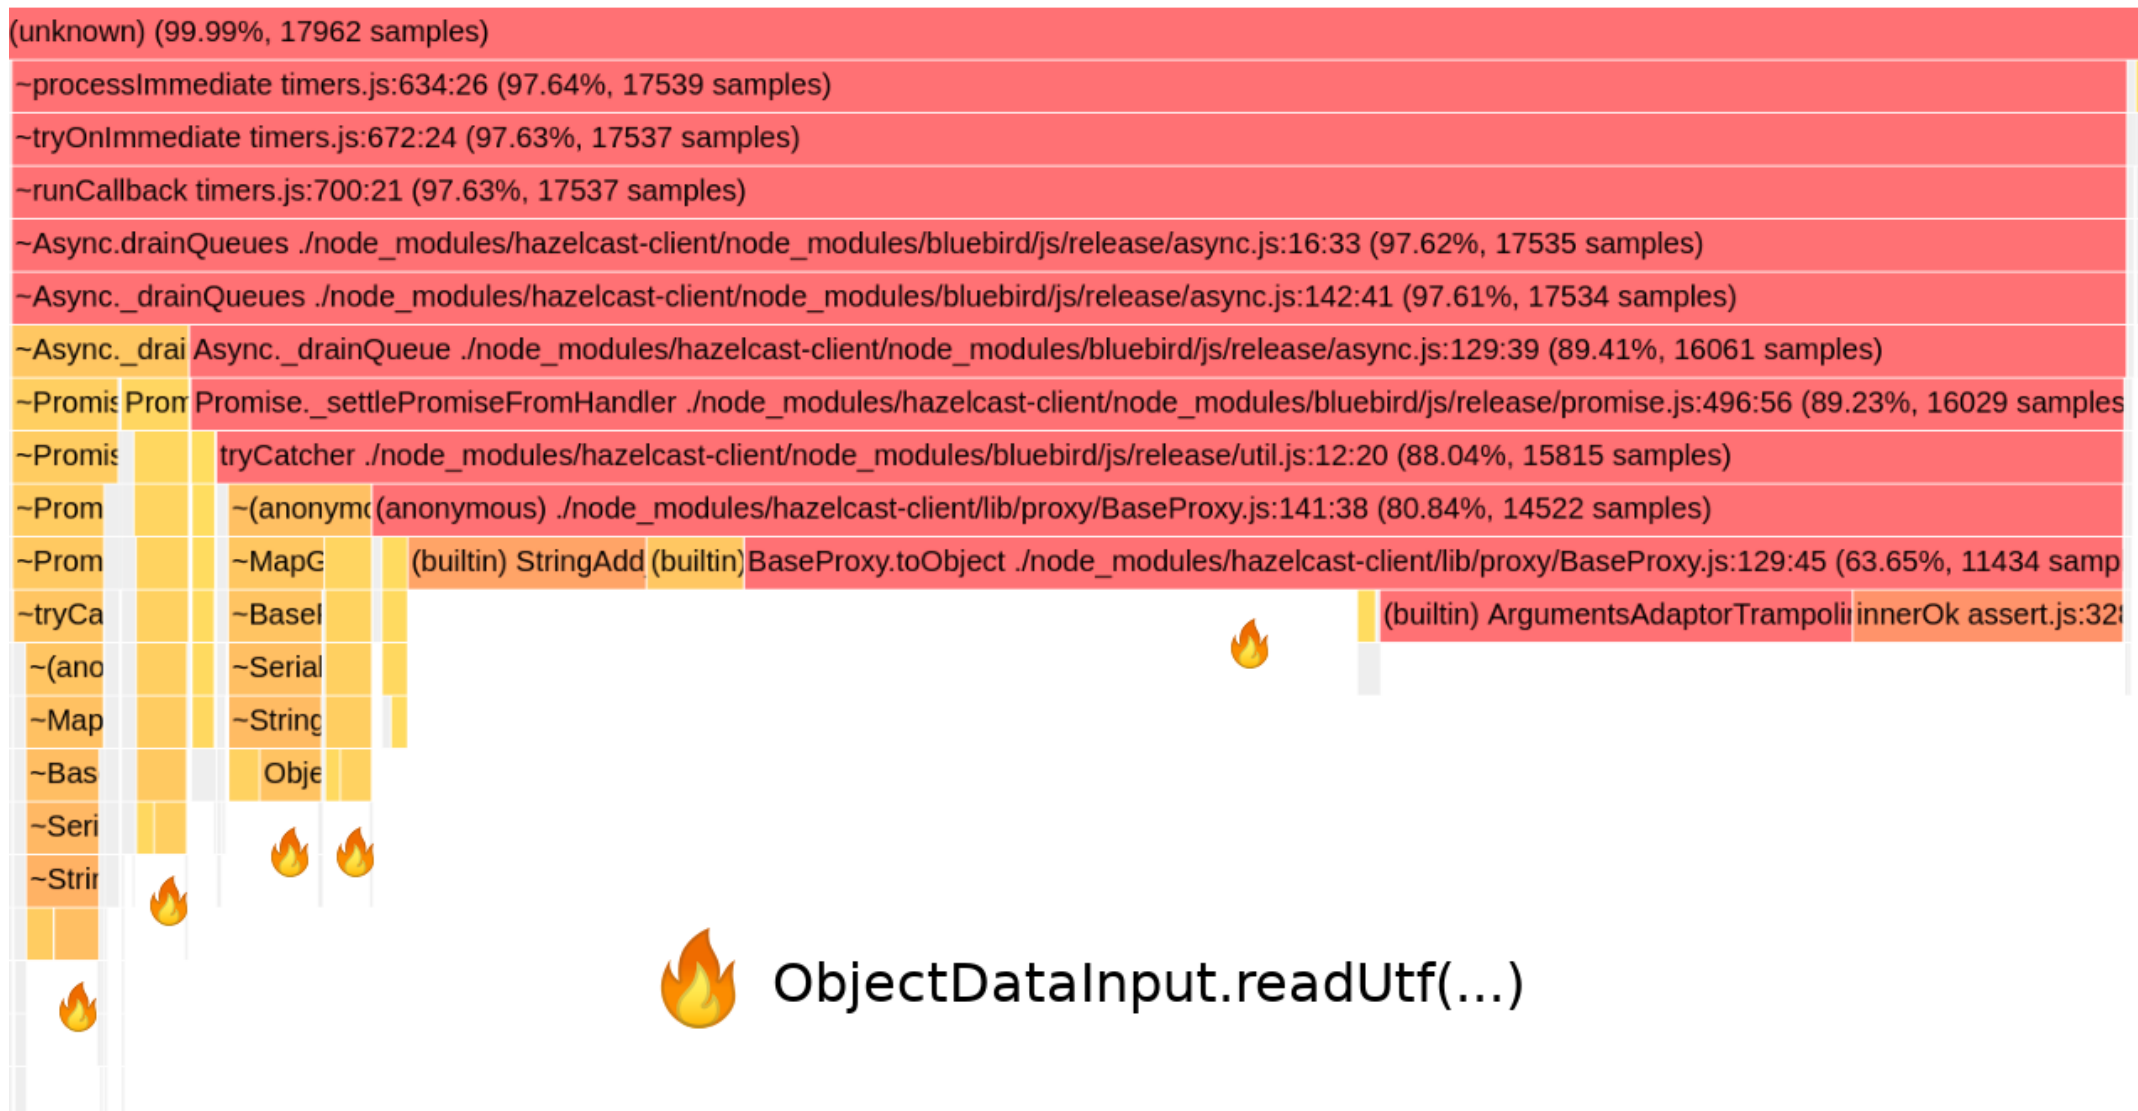 (unknown) (99.99%, 17962 samples)
~processImmediate timers.js:634:26 (97.64%, 17539 samples)
~tryOnImmediate timers.js:672:24 (97.63%, 17537 samples)
~runCallback timers.js:700:21 (97.63%, 17537 samples)
~Async.drainQueues ./node_modules/hazelcast-client/node_modules/bluebird/js/release/async.js:16:33 (97.62%, 17535 samples)
~Async._drainQueues ./node_modules/hazelcast-client/node_modules/bluebird/js/release/async.js:142:41 (97.61%, 17534 samples)
~Async._drai Async._drainQueue ./node_modules/hazelcast-client/node_modules/bluebird/js/release/async.js:129:39 (89.41%, 16061 samples)
~Promis Prom Promise._settlePromiseFromHandler ./node_modules/hazelcast-client/node_modules/bluebird/js/release/promise.js:496:56 (89.23%, 16029 samples
~Promis tryCatcher ./node_modules/hazelcast-client/node_modules/bluebird/js/release/util.js:12:20 (88.04%, 15815 samples)
~Prom ~(anonymo (anonymous) ./node_modules/hazelcast-client/lib/proxy/BaseProxy.js:141:38 (80.84%, 14522 samples)
~Prom ~MapG (builtin) StringAdd (builtin) BaseProxy.toObject ./node_modules/hazelcast-client/lib/proxy/BaseProxy.js:129:45 (63.65%, 11434 samp
~tryCa ~BaseP (builtin) ArgumentsAdaptorTrampolin innerOk assert.js:328
~(ano ~Serial
~Map ~String
~Bas Obje
~Seri
~Strin
ObjectDataInput.readUtf(...)